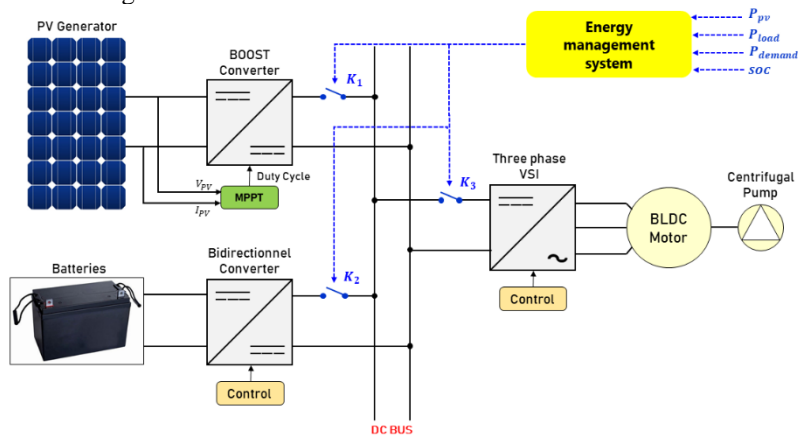 PV Generator
BOOST
Converter
K1
Energy
management
system
Ppv
Pload
Pdemand
SOC
VPV
IPV
MPPT
Duty Cycle
K3
Three phase
VSI
Control
BLDC
Motor
Centrifugal
Pump
Batteries
Bidirectionnel
Converter
K2
Control
DC BUS